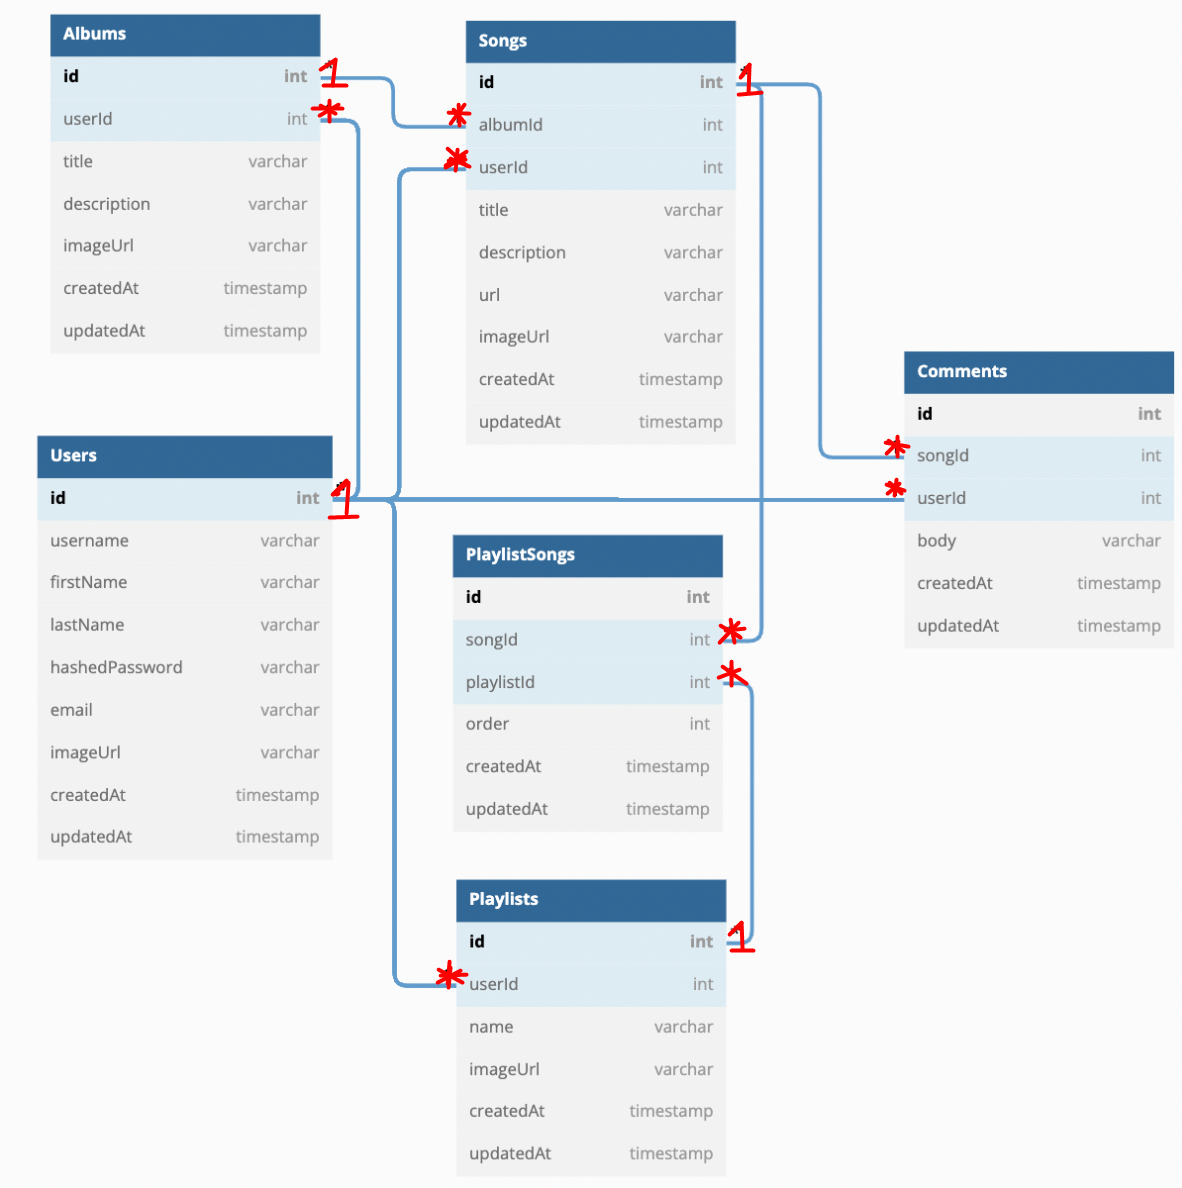 Albums
id int 1
userId int *
title varchar
description varchar
imageUrl varchar
createdAt timestamp
updatedAt timestamp
Songs
id int 1
* albumId int
* userId int
title varchar
description varchar
url varchar
imageUrl varchar
createdAt timestamp
updatedAt timestamp
Comments
id int
* songId int
* userId int
body varchar
createdAt timestamp
updatedAt timestamp
Users
id int 1
username varchar
firstName varchar
lastName varchar
hashedPassword varchar
email varchar
imageUrl varchar
createdAt timestamp
updatedAt timestamp
PlaylistSongs
id int
songId int *
playlistId int *
order int
createdAt timestamp
updatedAt timestamp
Playlists
id int 1
* userId int
name varchar
imageUrl varchar
createdAt timestamp
updatedAt timestamp